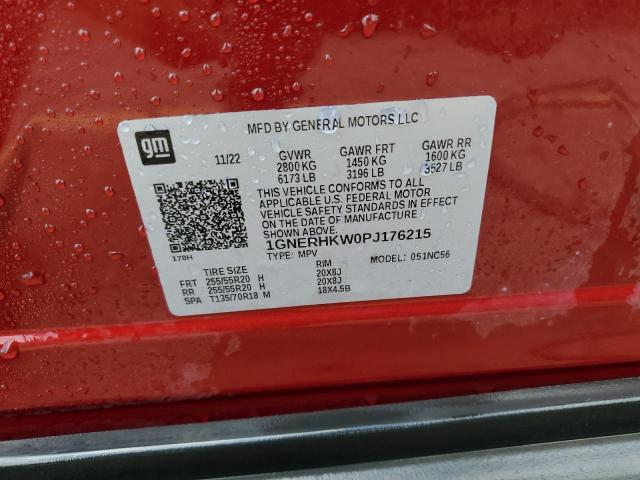 MFD BY GENERAL MOTORS LLC
gm
11/22 GVWR GAWR FRT GAWR RR
2800 KG 1450 KG 1600 KG
6173 LB 3196 LB 3527 LB
THIS VEHICLE CONFORMS TO ALL
APPLICABLE U.S. FEDERAL MOTOR
VEHICLE SAFETY STANDARDS IN EFFECT
ON THE DATE OF MANUFACTURE
1GNERHKW0PJ176215
170H
TYPE: MPV MODEL: 051NC56
TIRE SIZE RIM
FRT 255/55R20 H 20X8J
RR 255/55R20 H 20X8J
SPA T135/70R18 M 18X4.5B